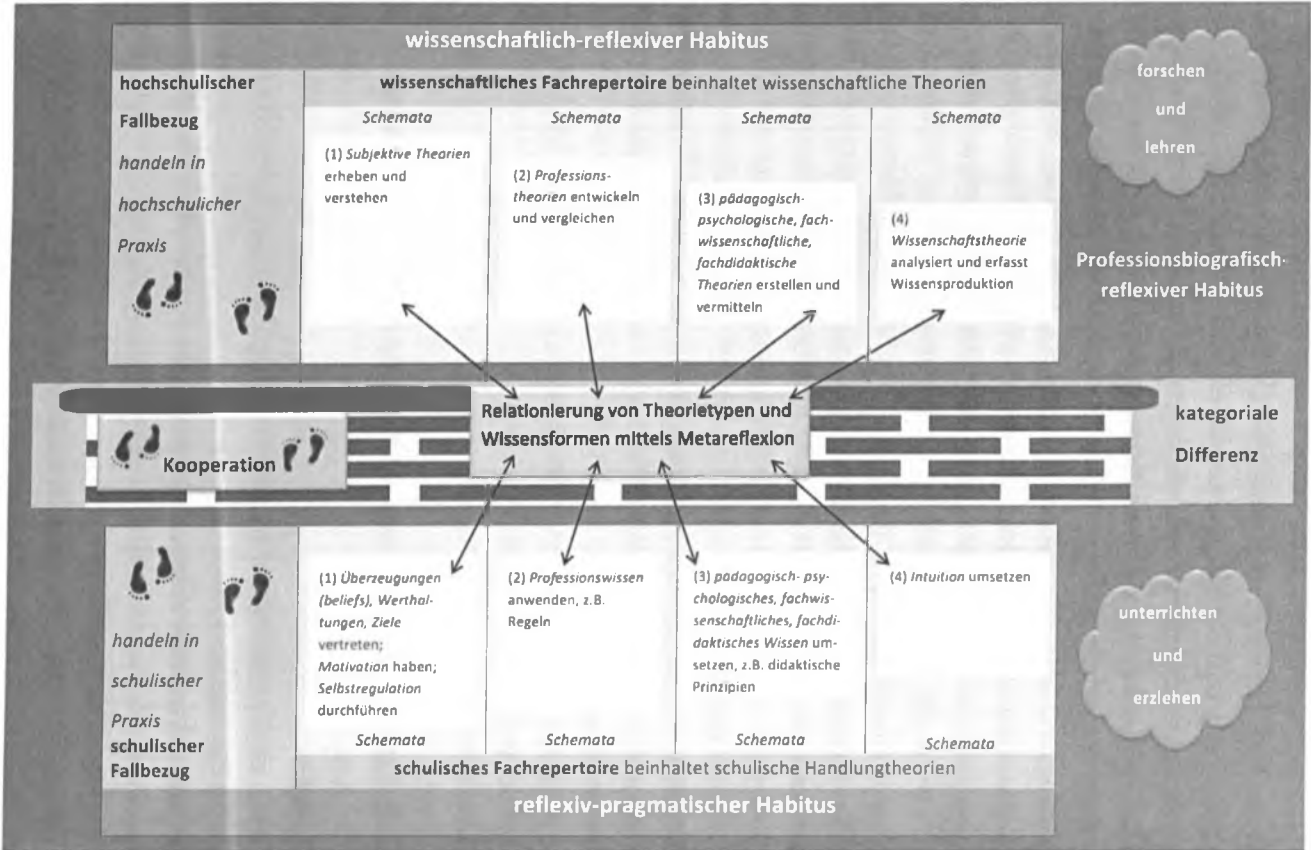 wissenschaftlich-reflexiver Habitus
hochschulischer
Fallbezug
handeln in
hochschulicher
Praxis
wissenschaftliches Fachrepertoire beinhaltet wissenschaftliche Theorien
Schemata
(1) Subjektive Theorien
erheben und
verstehen
Schemata
(2) Professions-
theorien entwickeln
und vergleichen
Schemata
(3) pädagogisch-
psychologische, fach-
wissenschaftliche,
fachdidaktische
Theorien erstellen und
vermitteln
Schemata
(4)
Wissenschaftstheorie
analysiert und erfasst
Wissensproduktion
forschen
und
lehren
Professionsbiografisch-
reflexiver Habitus
Kooperation
Relationierung von Theorietypen und
Wissensformen mittels Metareflexion
kategoriale
Differenz
handeln in
schulischer
Praxis
schulischer
Fallbezug
(1) Überzeugungen
(beliefs), Werthal-
tungen, Ziele
vertreten;
Motivation haben;
Selbstregulation
durchführen
Schemata
(2) Professionswissen
anwenden, z.B.
Regeln
Schemata
(3) pädagogisch- psy-
chologisches, fachwis-
senschaftliches, fachdi-
daktisches Wissen um-
setzen, z.B. didaktische
Prinzipien
Schemata
(4) Intuition umsetzen
Schemata
unterrichten
und
erziehen
schulisches Fachrepertoire beinhaltet schulische Handlungtheorien
reflexiv-pragmatischer Habitus